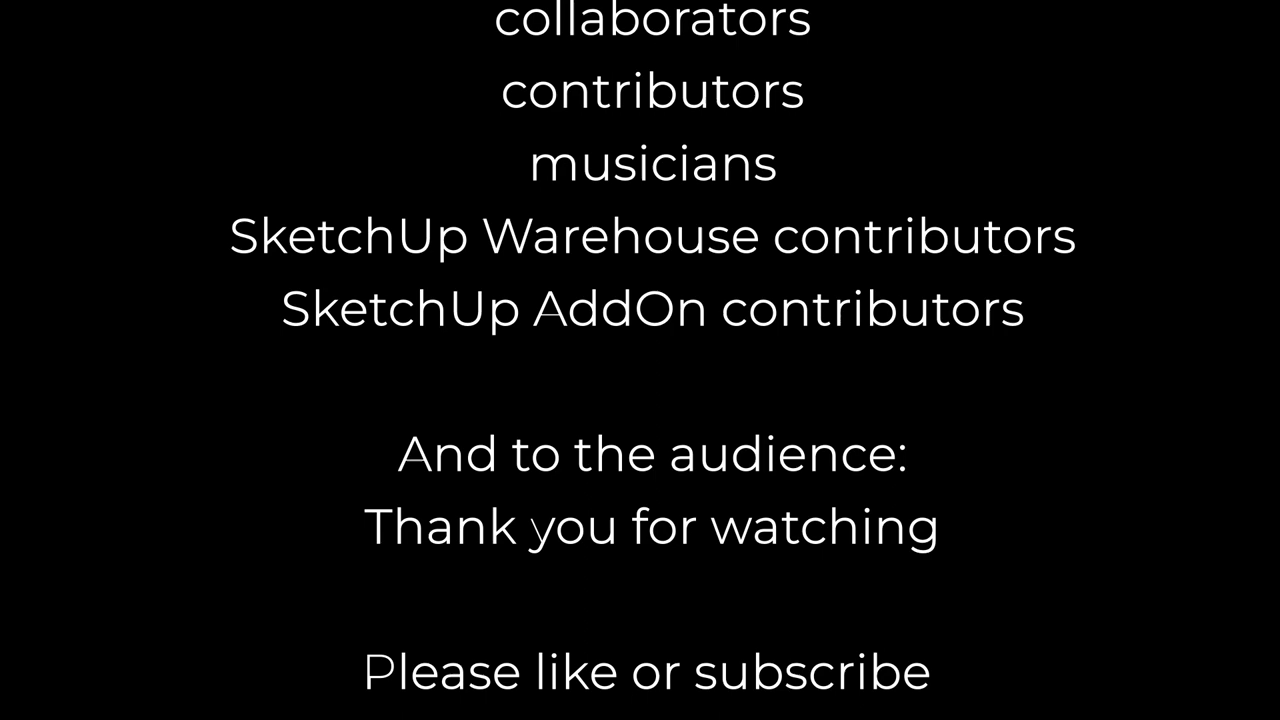 collaborators
contributors
musicians
SketchUp Warehouse contributors
SketchUp AddOn contributors
And to the audience:
Thank you for watching
Please like or subscribe